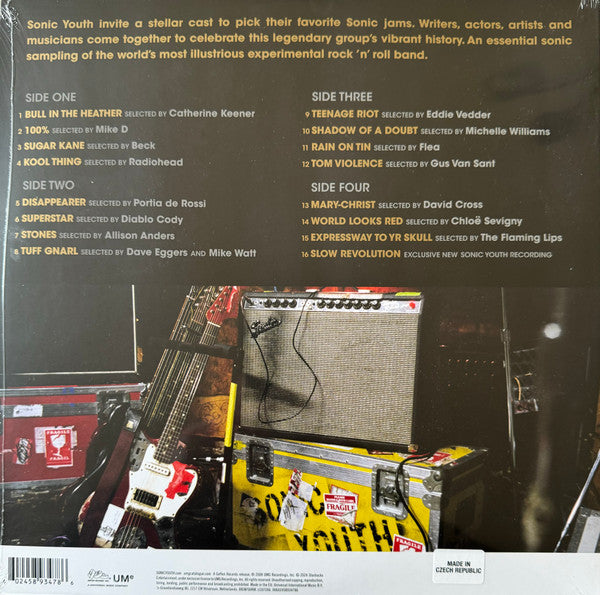 Sonic Youth invite a stellar cast to pick their favorite Sonic jams. Writers, actors, artists and
musicians come together to celebrate this legendary group's vibrant history. An essential sonic
sampling of the world's most illustrious experimental rock 'n' roll band.
SIDE ONE
1 BULL IN THE HEATHER SELECTED BY Catherine Keener
2 100% SELECTED BY Mike D
3 SUGAR KANE SELECTED BY Beck
4 KOOL THING SELECTED BY Radiohead
SIDE TWO
5 DISAPPEARER SELECTED BY Portia de Rossi
6 SUPERSTAR SELECTED BY Diablo Cody
7 STONES SELECTED BY Allison Anders
8 TUFF GNARL SELECTED BY Dave Eggers AND Mike Watt
SIDE THREE
9 TEENAGE RIOT SELECTED BY Eddie Vedder
10 SHADOW OF A DOUBT SELECTED BY Michelle Williams
11 RAIN ON TIN SELECTED BY Flea
12 TOM VIOLENCE SELECTED BY Gus Van Sant
SIDE FOUR
13 MARY-CHRIST SELECTED BY David Cross
14 WORLD LOOKS RED SELECTED BY Chloë Sevigny
15 EXPRESSWAY TO YR SKULL SELECTED BY The Flaming Lips
16 SLOW REVOLUTION EXCLUSIVE NEW SONIC YOUTH RECORDING
FRAGILE
FRAGILE
SONIC
YOUTH!
FRAGILE
FRAGILE
02458 93478 6
UMe
MADE IN
CZECH REPUBLIC